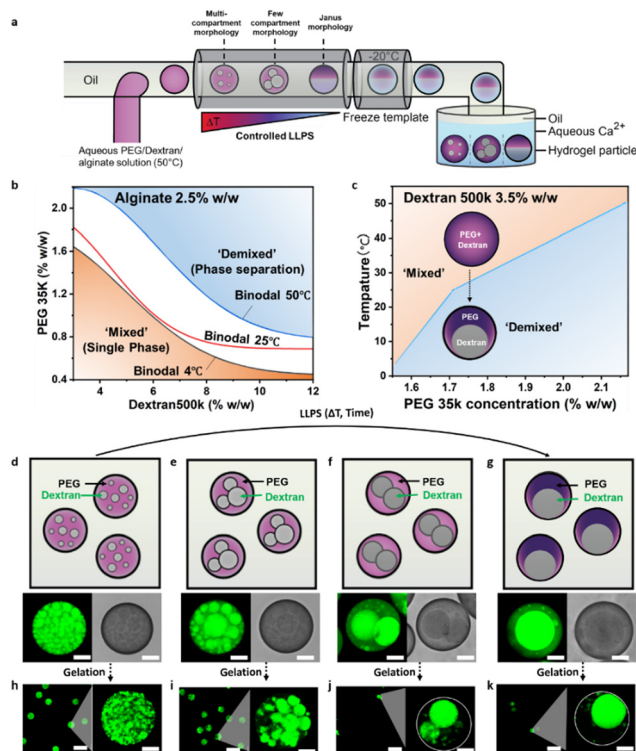 a
Multi-
compartment
morphology
Few
compartment
morphology
Janus
morphology
Oil
-20°C
ΔT
Controlled LLPS
Freeze template
Aqueous PEG/Dextran/
alginate solution (50°C)
Oil
Aqueous Ca2+
Hydrogel particle
b
Alginate 2.5% w/w
'Demixed'
(Phase separation)
Binodal 50℃
Binodal 25℃
Binodal 4℃
'Mixed'
(Single Phase)
PEG 35K (% w/w)
2.0
1.6
1.2
0.8
0.4
4
6
8
10
12
Dextran500k (% w/w)
c
Dextran 500k 3.5% w/w
PEG+
Dextran
'Mixed'
PEG
Dextran
'Demixed'
Tempature (℃)
50
40
30
20
10
0
1.6
1.7
1.8
1.9
2.0
2.1
PEG 35k concentration (% w/w)
LLPS (ΔT, Time)
d
PEG
Dextran
e
PEG
Dextran
f
PEG
Dextran
g
PEG
Dextran
Gelation
Gelation
Gelation
Gelation
h
i
j
k